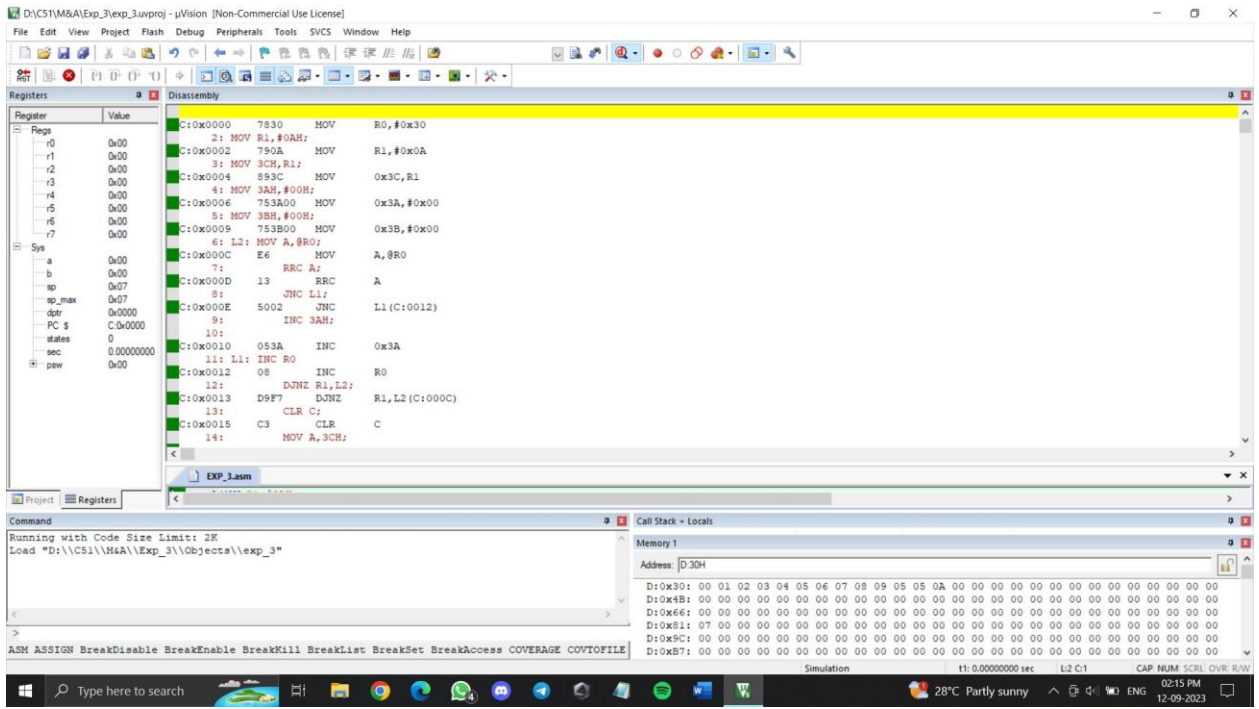 D:\C51\M&A\Exp_3\exp_3.uvproj - µVision [Non-Commercial Use License]
File Edit View Project Flash Debug Peripherals Tools SVCS Window Help
Registers
Register Value
Regs
r0 0x00
r1 0x00
r2 0x00
r3 0x00
r4 0x00
r5 0x00
r6 0x00
r7 0x00
Sys
a 0x00
b 0x00
sp 0x07
sp_max 0x07
dptr 0x0000
PC $ C:0x0000
states 0
sec 0.00000000
psw 0x00
Project Registers
Disassembly
C:0x0000 7830 MOV R0,#0x30
2: MOV R1,#0AH;
C:0x0002 790A MOV R1,#0x0A
3: MOV 3CH,R1;
C:0x0004 893C MOV 0x3C,R1
4: MOV 3AH,#00H;
C:0x0006 753A00 MOV 0x3A,#0x00
5: MOV 3BH,#00H;
C:0x0009 753B00 MOV 0x3B,#0x00
6: L2: MOV A,@R0;
C:0x000C E6 MOV A,@R0
7: RRC A;
C:0x000D 13 RRC A
8: JNC L1;
C:0x000E 5002 JNC L1(C:0012)
9: INC 3AH;
10:
C:0x0010 053A INC 0x3A
11: L1: INC R0
C:0x0012 08 INC R0
12: DJNZ R1,L2;
C:0x0013 D9F7 DJNZ R1,L2(C:000C)
13: CLR C;
C:0x0015 C3 CLR C
14: MOV A,3CH;
EXP_3.asm
Command
Running with Code Size Limit: 2K
Load "D:\\C51\\M&A\\Exp_3\\Objects\\exp_3"
>
ASM ASSIGN BreakDisable BreakEnable BreakKill BreakList BreakSet BreakAccess COVERAGE COVTOFILE
Call Stack + Locals
Memory 1
Address: D:30H
D:0x30: 00 01 02 03 04 05 06 07 08 09 05 05 0A 00 00 00 00 00 00 00 00 00 00 00 00 00 00
D:0x4B: 00 00 00 00 00 00 00 00 00 00 00 00 00 00 00 00 00 00 00 00 00 00 00 00 00 00 00
D:0x66: 00 00 00 00 00 00 00 00 00 00 00 00 00 00 00 00 00 00 00 00 00 00 00 00 00 00 00
D:0x81: 07 00 00 00 00 00 00 00 00 00 00 00 00 00 00 00 00 00 00 00 00 00 00 00 00 00 00
D:0x9C: 00 00 00 00 00 00 00 00 00 00 00 00 00 00 00 00 00 00 00 00 00 00 00 00 00 00 00
D:0xB7: 00 00 00 00 00 00 00 00 00 00 00 00 00 00 00 00 00 00 00 00 00 00 00 00 00 00 00
Simulation t1: 0.00000000 sec L:2 C:1 CAP NUM SCRL OVR R/W
Type here to search
28°C Partly sunny ENG 02:15 PM
12-09-2023